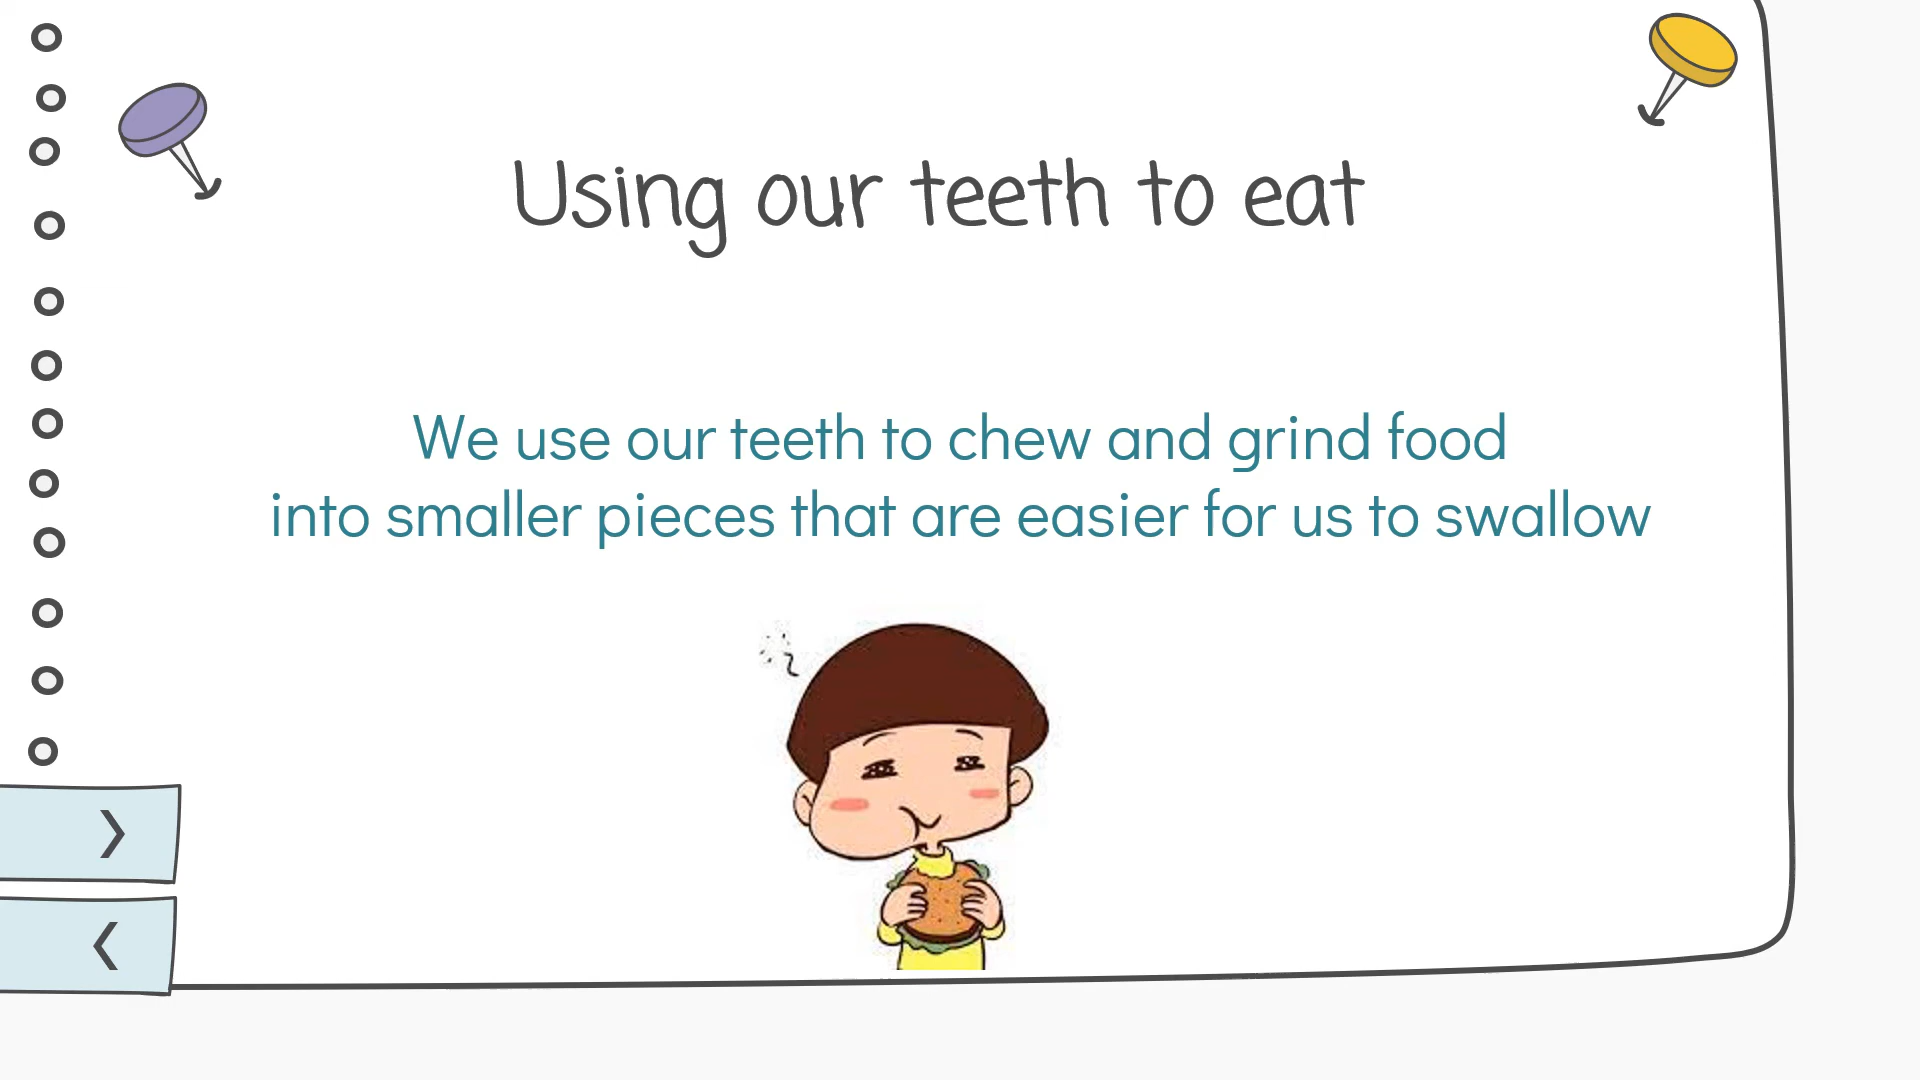 Using our teeth to eat
We use our teeth to chew and grind food
into smaller pieces that are easier for us to swallow